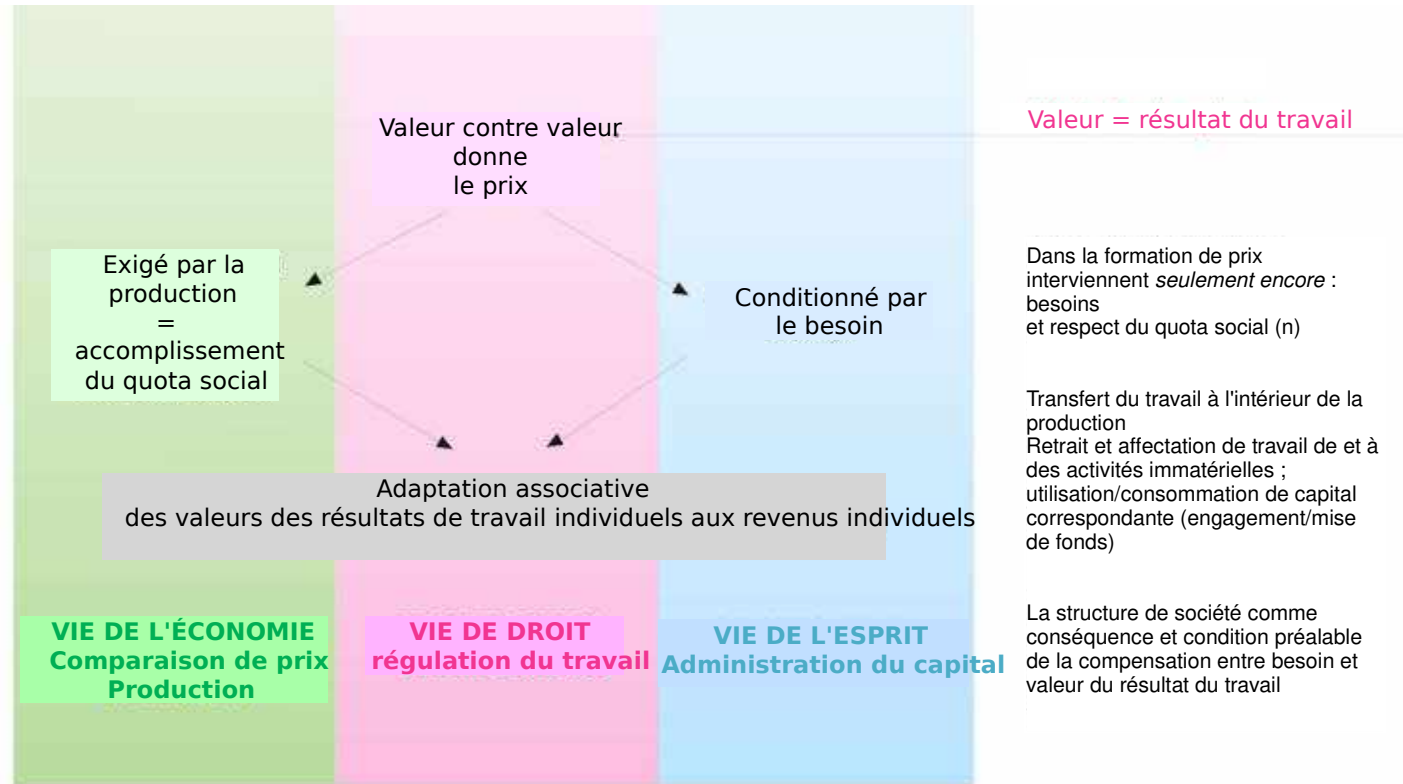 Valeur contre valeur
donne
le prix
Valeur = résultat du travail
Exigé par la
production
=
accomplissement
du quota social
Conditionné par
le besoin
Dans la formation de prix
interviennent seulement encore :
besoins
et respect du quota social (n)
Adaptation associative
des valeurs des résultats de travail individuels aux revenus individuels
Transfert du travail à l'intérieur de la
production
Retrait et affectation de travail de et à
des activités immatérielles ;
utilisation/consommation de capital
correspondante (engagement/mise
de fonds)
VIE DE L'ÉCONOMIE
Comparaison de prix
Production
VIE DE DROIT
régulation du travail
VIE DE L'ESPRIT
Administration du capital
La structure de société comme
conséquence et condition préalable
de la compensation entre besoin et
valeur du résultat du travail